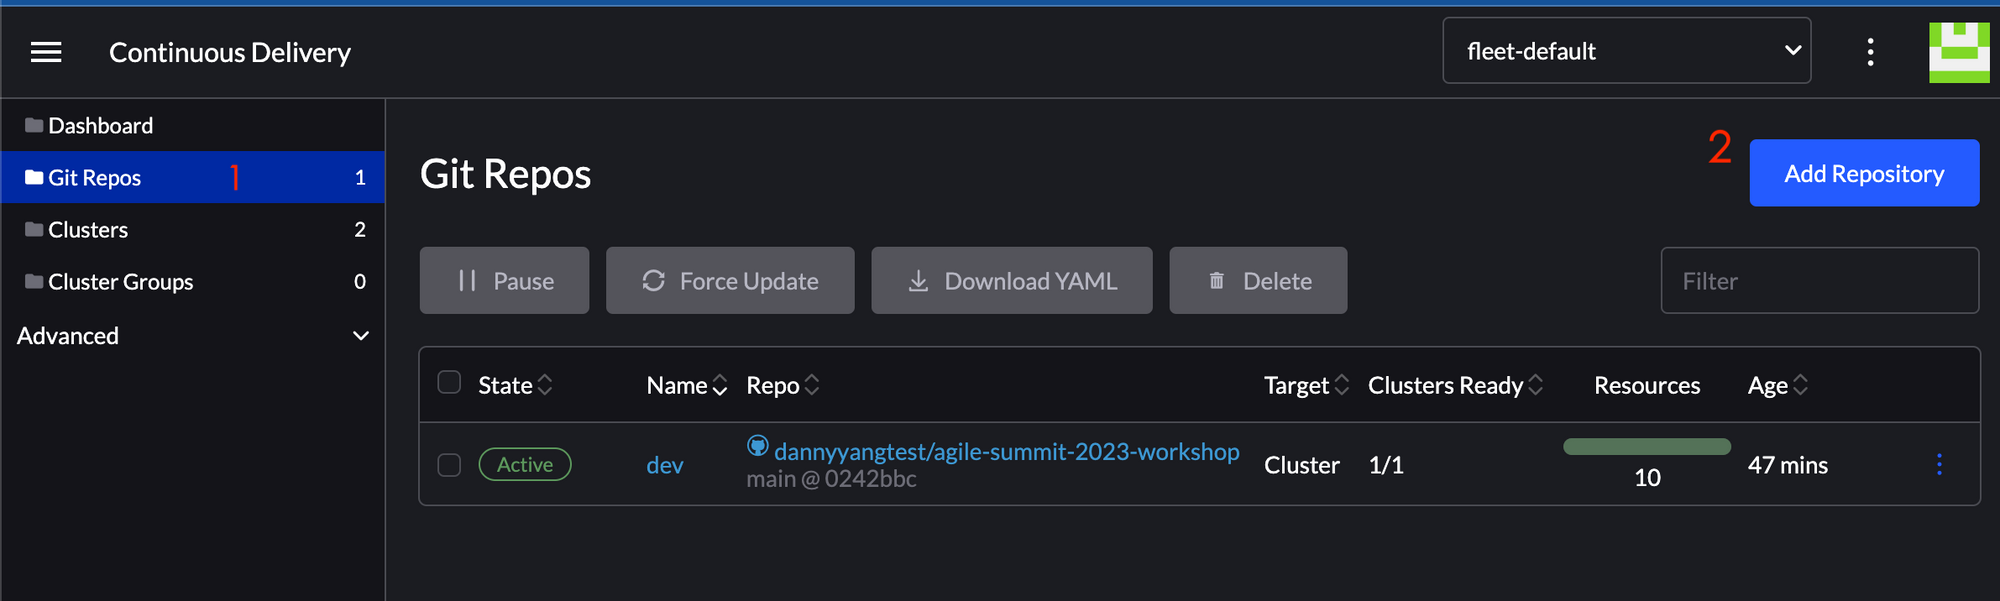 Continuous Delivery
fleet-default
Dashboard
Git Repos 1 1
Clusters 2
Cluster Groups 0
Advanced
Git Repos
2 Add Repository
Pause Force Update Download YAML Delete Filter
State Name Repo Target Clusters Ready Resources Age
Active dev dannyyangtest/agile-summit-2023-workshop Cluster 1/1 10 47 mins
main @ 0242bbc